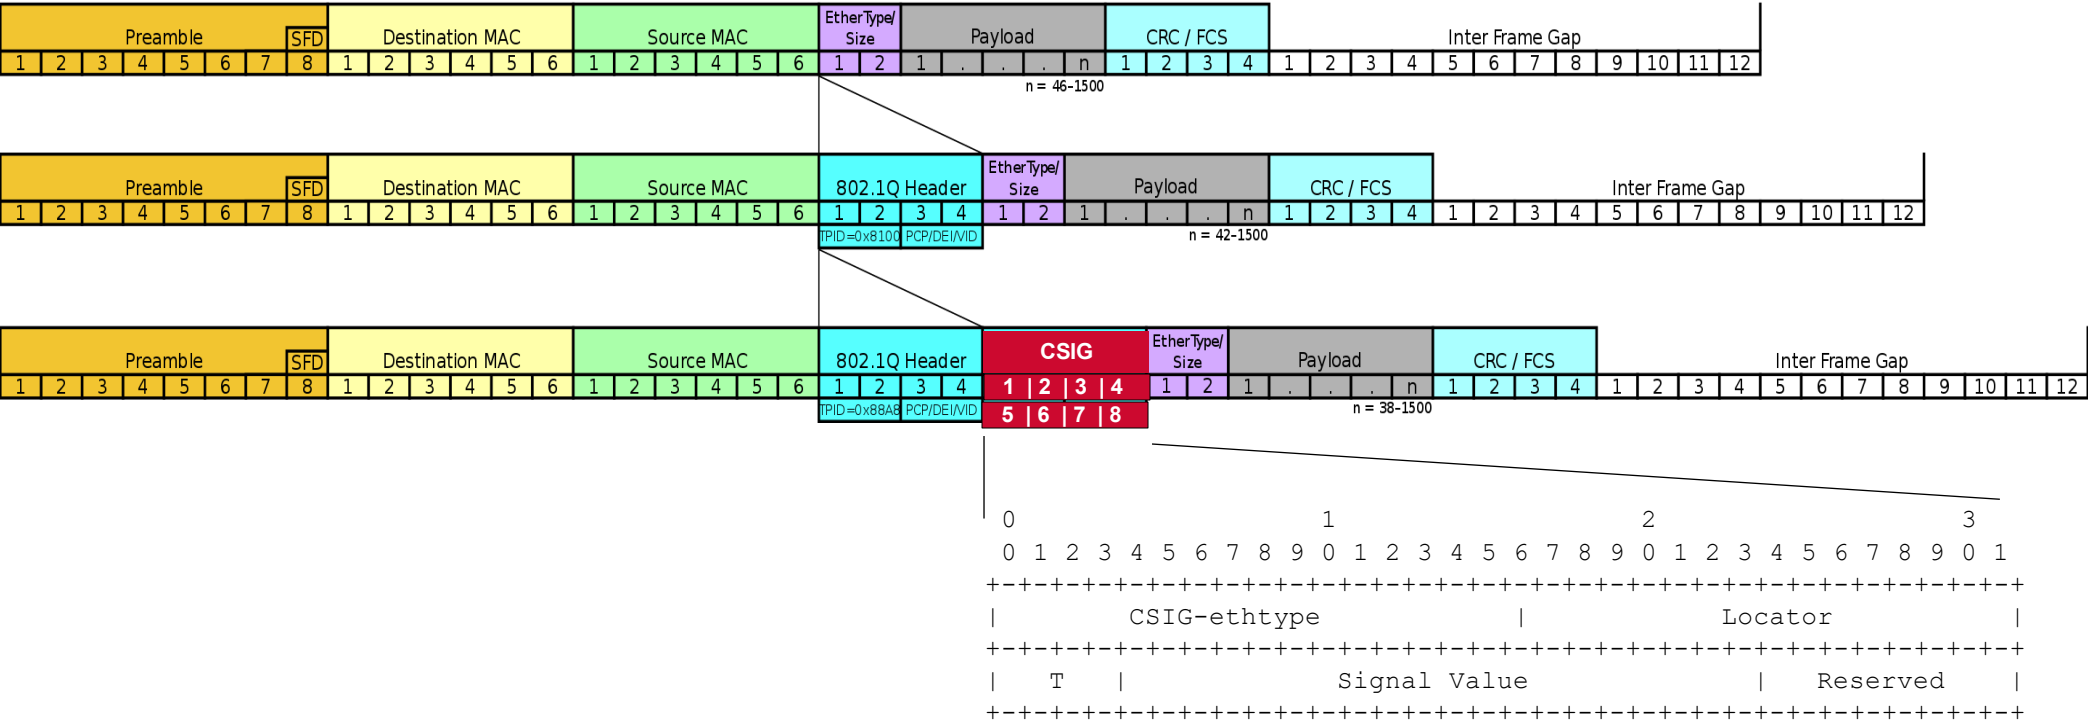 EtherType/
Preamble SFD Destination MAC Source MAC Size Payload CRC / FCS Inter Frame Gap
1 2 3 4 5 6 7 8 1 2 3 4 5 6 1 2 3 4 5 6 1 2 1 . . . n 1 2 3 4 1 2 3 4 5 6 7 8 9 10 11 12
n = 46-1500
EtherType/
Preamble SFD Destination MAC Source MAC 802.1Q Header Size Payload CRC / FCS Inter Frame Gap
1 2 3 4 5 6 7 8 1 2 3 4 5 6 1 2 3 4 5 6 1 2 3 4 1 2 1 . . . n 1 2 3 4 1 2 3 4 5 6 7 8 9 10 11 12
TPID=0x8100 PCP/DEI/VID n = 42-1500
EtherType/
Preamble SFD Destination MAC Source MAC 802.1Q Header CSIG Size Payload CRC / FCS Inter Frame Gap
1 2 3 4 5 6 7 8 1 2 3 4 5 6 1 2 3 4 5 6 1 2 3 4 1 |2 |3 |4 1 2 1 . . . n 1 2 3 4 1 2 3 4 5 6 7 8 9 10 11 12
TPID=0x88A8 PCP/DEI/VID 5 |6 |7 |8 n = 38-1500
0 1 2 3
0 1 2 3 4 5 6 7 8 9 0 1 2 3 4 5 6 7 8 9 0 1 2 3 4 5 6 7 8 9 0 1
+-+-+-+-+-+-+-+-+-+-+-+-+-+-+-+-+-+-+-+-+-+-+-+-+-+-+-+-+-+-+-+-+
| CSIG-ethtype | Locator |
+-+-+-+-+-+-+-+-+-+-+-+-+-+-+-+-+-+-+-+-+-+-+-+-+-+-+-+-+-+-+-+-+
| T | Signal Value | Reserved |
+-+-+-+-+-+-+-+-+-+-+-+-+-+-+-+-+-+-+-+-+-+-+-+-+-+-+-+-+-+-+-+-+